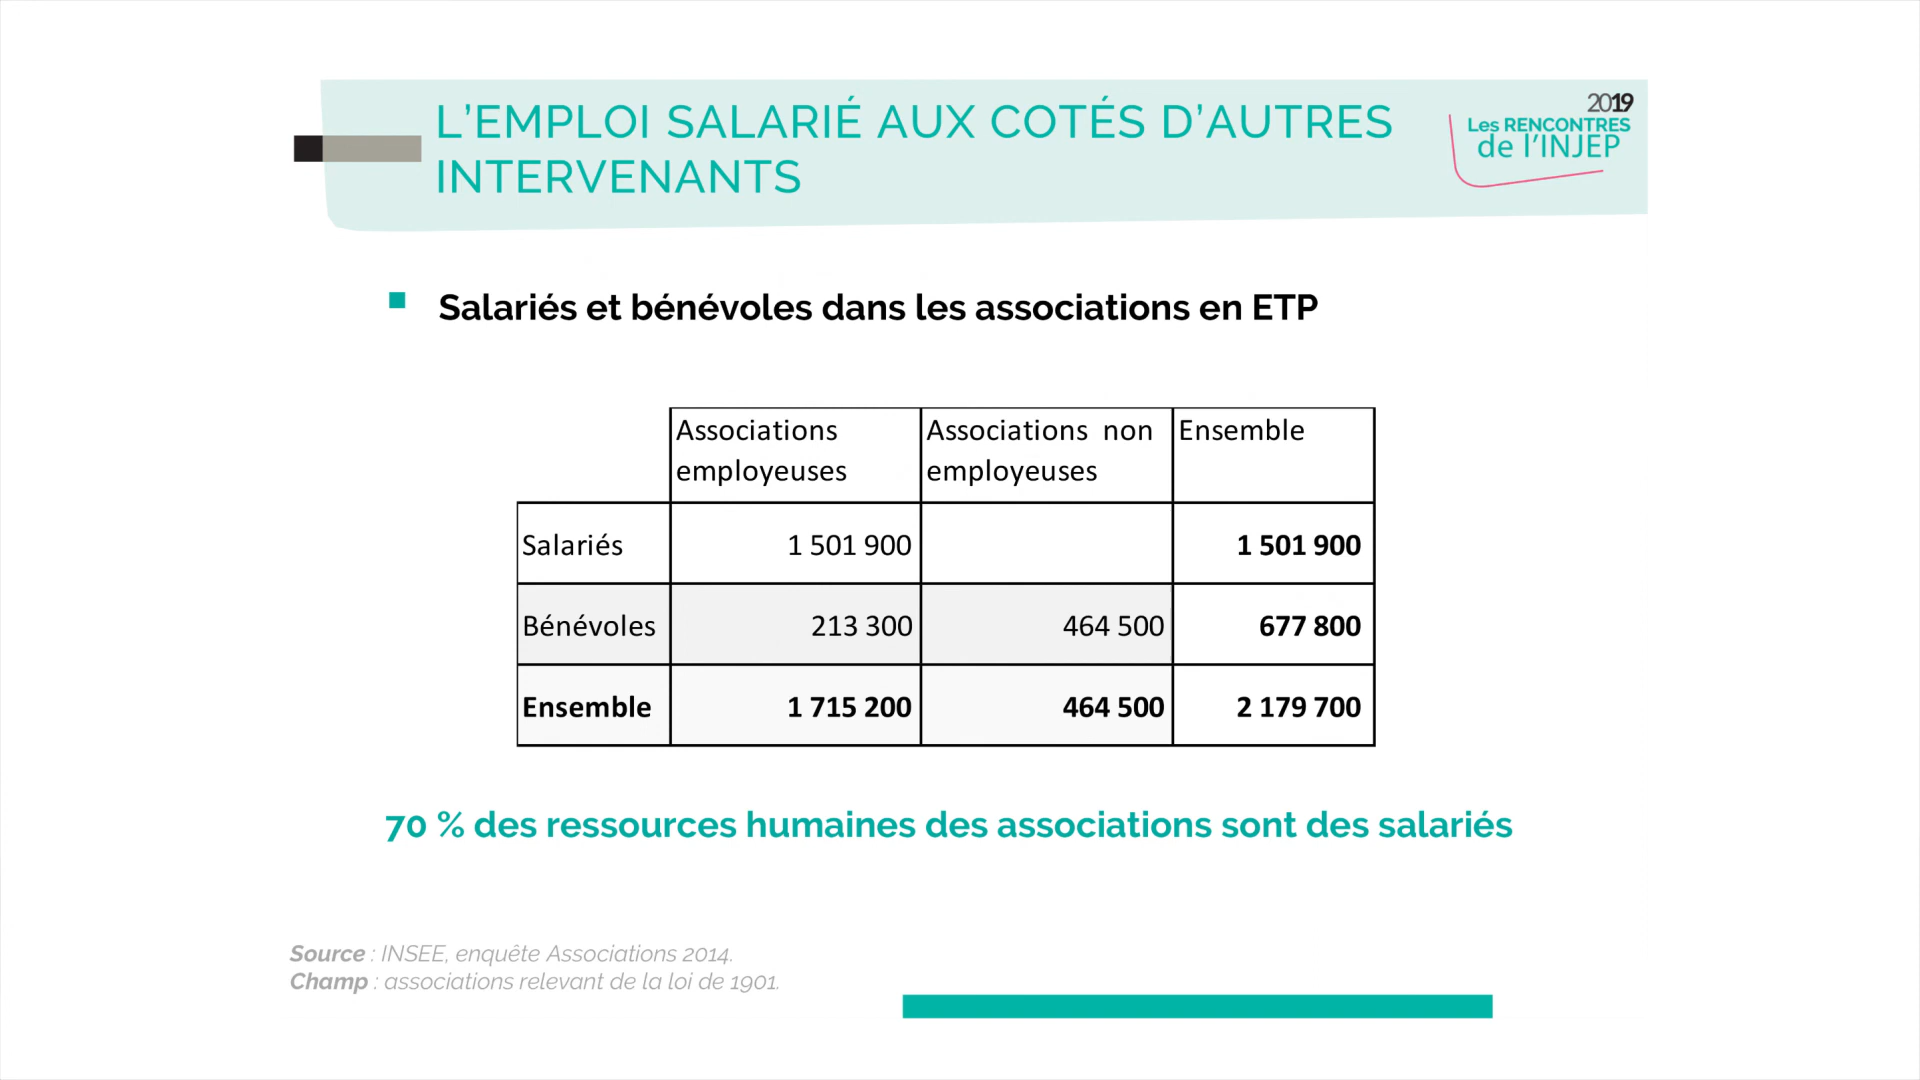 L'EMPLOI SALARIÉ AUX COTÉS D'AUTRES
INTERVENANTS
2019
Les RENCONTRES
de l'INJEP
Salariés et bénévoles dans les associations en ETP
Associations employeuses
Associations non employeuses
Ensemble
Salariés 1 501 900 1 501 900
Bénévoles 213 300 464 500 677 800
Ensemble 1 715 200 464 500 2 179 700
70 % des ressources humaines des associations sont des salariés
Source : INSEE, enquête Associations 2014.
Champ : associations relevant de la loi de 1901.